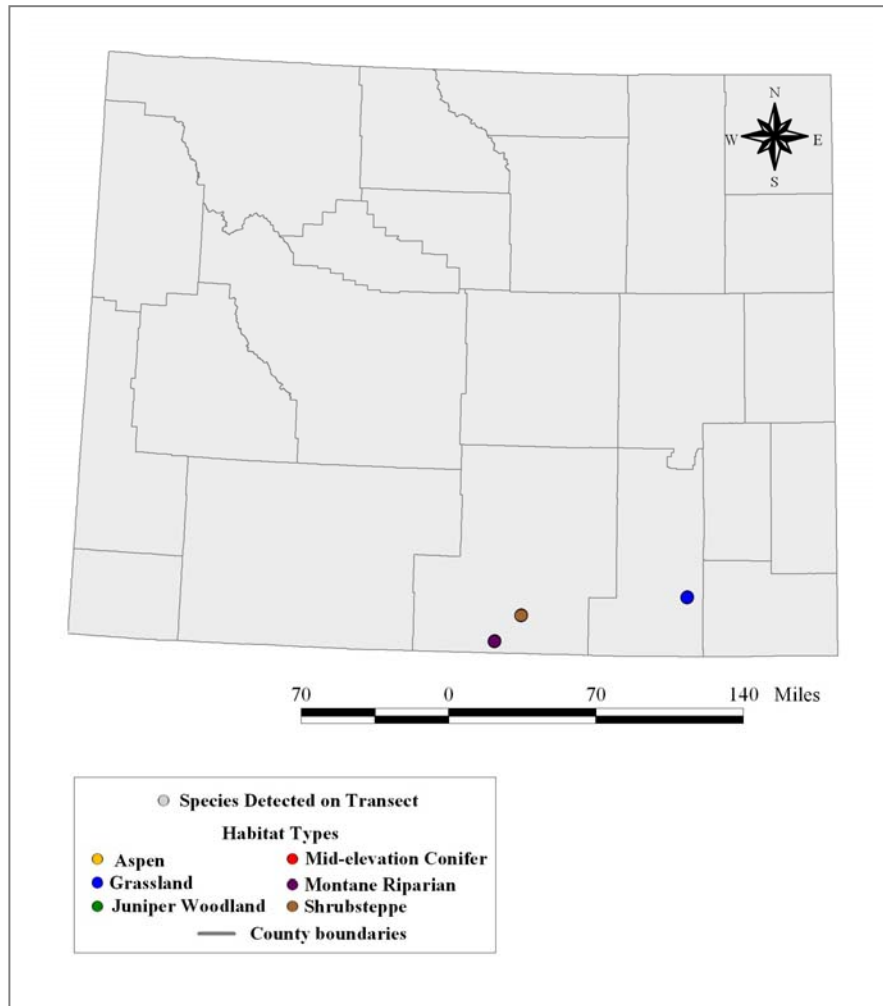 N
W E
S
70 0 70 140 Miles
Species Detected on Transect
Habitat Types
Aspen Mid-elevation Conifer
Grassland Montane Riparian
Juniper Woodland Shrubsteppe
County boundaries